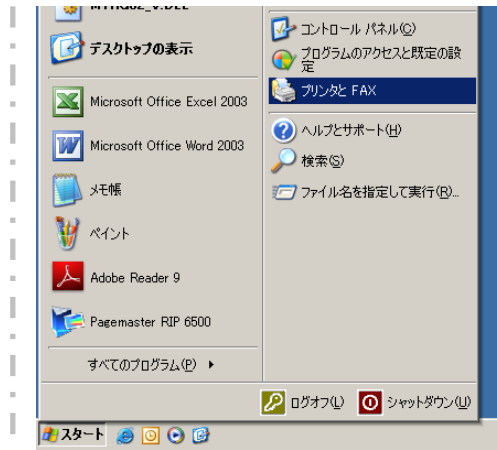 デスクトップの表示
Microsoft Office Excel 2003
Microsoft Office Word 2003
メモ帳
ペイント
Adobe Reader 9
Pagemaster RIP 6500
すべてのプログラム(P)
コントロール パネル(C)
プログラムのアクセスと既定の設
定
プリンタと FAX
ヘルプとサポート(H)
検索(S)
ファイル名を指定して実行(R)...
ログオフ(L)
シャットダウン(U)
スタート